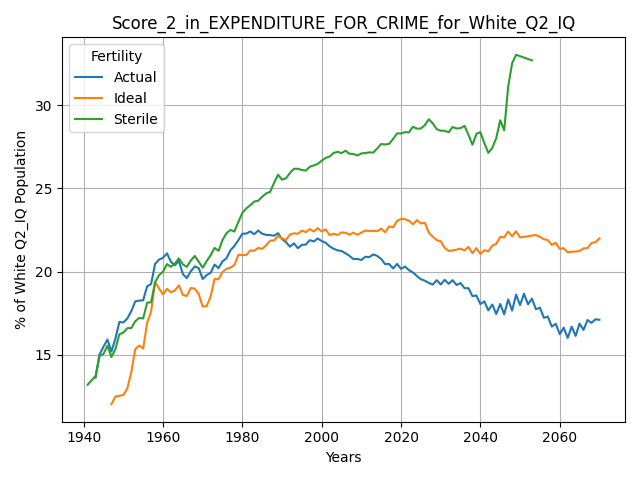 Score_2_in_EXPENDITURE_FOR_CRIME_for_White_Q2_IQ
Fertility
Actual
Ideal
Sterile
% of White Q2_IQ Population
30
25
20
15
1940 1960 1980 2000 2020 2040 2060
Years